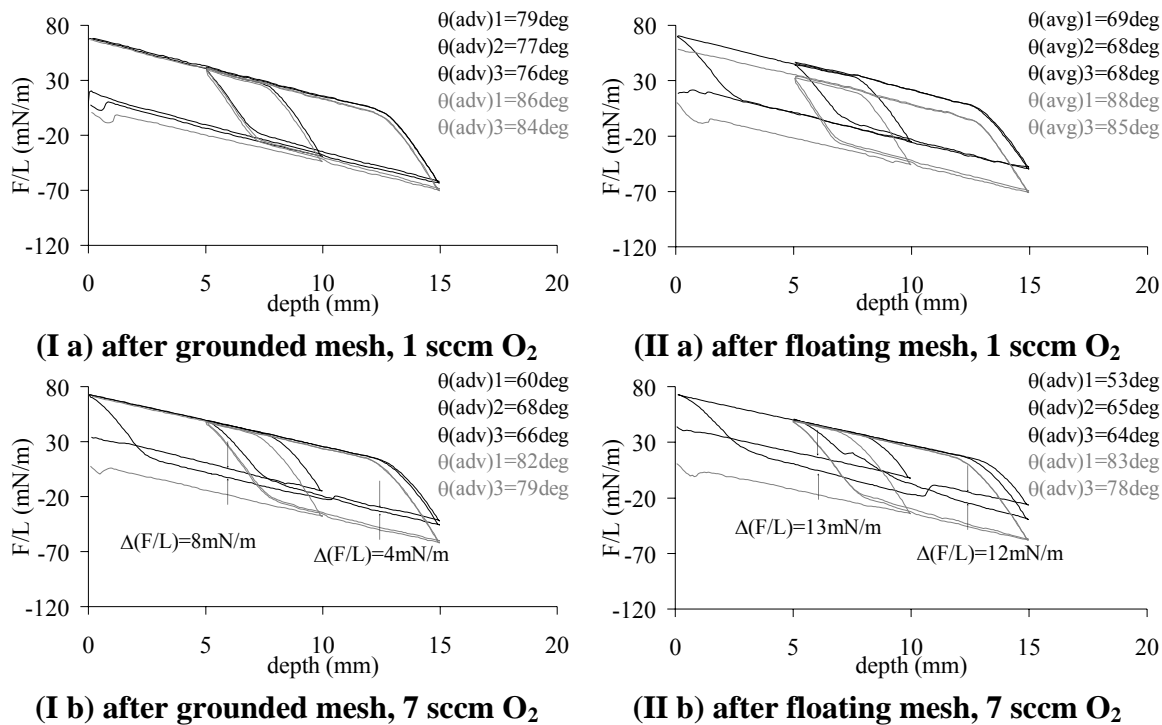 80
30
-20
-70
-120
F/L (mN/m)
0 5 10 15 20
depth (mm)
θ(adv)1=79deg
θ(adv)2=77deg
θ(adv)3=76deg
θ(adv)1=86deg
θ(adv)3=84deg
(I a) after grounded mesh, 1 sccm O₂
80
30
-20
-70
-120
F/L (mN/m)
0 5 10 15 20
depth (mm)
θ(avg)1=69deg
θ(avg)2=68deg
θ(avg)3=68deg
θ(avg)1=88deg
θ(avg)3=85deg
(II a) after floating mesh, 1 sccm O₂
80
30
-20
-70
-120
F/L (mN/m)
0 5 10 15 20
depth (mm)
θ(adv)1=60deg
θ(adv)2=68deg
θ(adv)3=66deg
θ(adv)1=82deg
θ(adv)3=79deg
Δ(F/L)=8mN/m
Δ(F/L)=4mN/m
(I b) after grounded mesh, 7 sccm O₂
80
30
-20
-70
-120
F/L (mN/m)
0 5 10 15 20
depth (mm)
θ(adv)1=53deg
θ(adv)2=65deg
θ(adv)3=64deg
θ(adv)1=83deg
θ(adv)3=78deg
Δ(F/L)=13mN/m
Δ(F/L)=12mN/m
(II b) after floating mesh, 7 sccm O₂